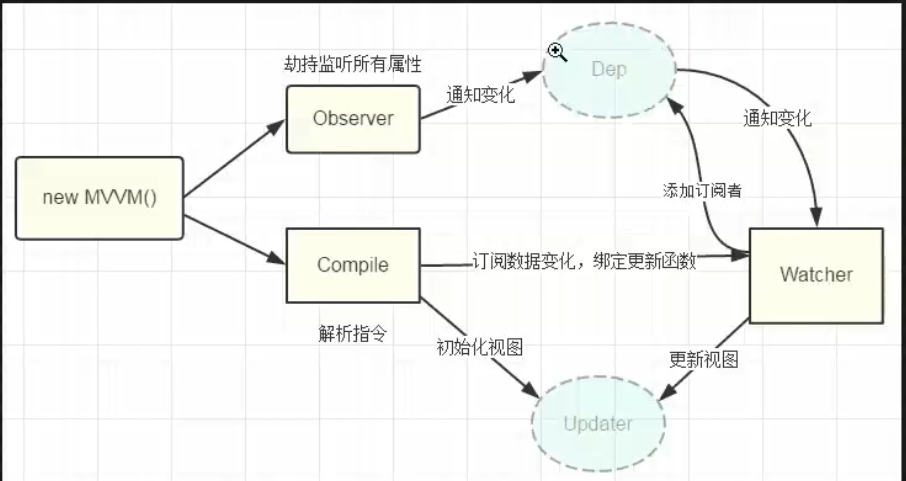 劫持监听所有属性
Dep
Observer
通知变化
通知变化
new MVVM()
添加订阅者
Compile
订阅数据变化，绑定更新函数
Watcher
解析指令
初始化视图
更新视图
Updater